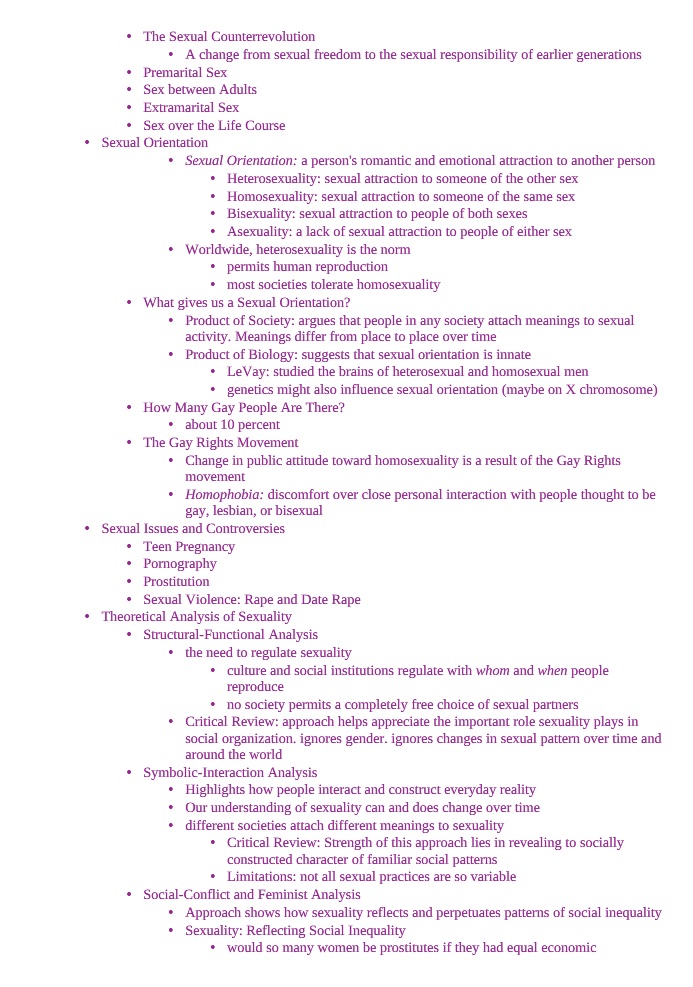 • The Sexual Counterrevolution
• A change from sexual freedom to the sexual responsibility of earlier generations
• Premarital Sex
• Sex between Adults
• Extramarital Sex
• Sex over the Life Course
• Sexual Orientation
• Sexual Orientation: a person's romantic and emotional attraction to another person
• Heterosexuality: sexual attraction to someone of the other sex
• Homosexuality: sexual attraction to someone of the same sex
• Bisexuality: sexual attraction to people of both sexes
• Asexuality: a lack of sexual attraction to people of either sex
• Worldwide, heterosexuality is the norm
• permits human reproduction
• most societies tolerate homosexuality
• What gives us a Sexual Orientation?
• Product of Society: argues that people in any society attach meanings to sexual
activity. Meanings differ from place to place over time
• Product of Biology: suggests that sexual orientation is innate
• LeVay: studied the brains of heterosexual and homosexual men
• genetics might also influence sexual orientation (maybe on X chromosome)
• How Many Gay People Are There?
• about 10 percent
• The Gay Rights Movement
• Change in public attitude toward homosexuality is a result of the Gay Rights
movement
• Homophobia: discomfort over close personal interaction with people thought to be
gay, lesbian, or bisexual
• Sexual Issues and Controversies
• Teen Pregnancy
• Pornography
• Prostitution
• Sexual Violence: Rape and Date Rape
• Theoretical Analysis of Sexuality
• Structural-Functional Analysis
• the need to regulate sexuality
• culture and social institutions regulate with whom and when people
reproduce
• no society permits a completely free choice of sexual partners
• Critical Review: approach helps appreciate the important role sexuality plays in
social organization. ignores gender. ignores changes in sexual pattern over time and
around the world
• Symbolic-Interaction Analysis
• Highlights how people interact and construct everyday reality
• Our understanding of sexuality can and does change over time
• different societies attach different meanings to sexuality
• Critical Review: Strength of this approach lies in revealing to socially
constructed character of familiar social patterns
• Limitations: not all sexual practices are so variable
• Social-Conflict and Feminist Analysis
• Approach shows how sexuality reflects and perpetuates patterns of social inequality
• Sexuality: Reflecting Social Inequality
• would so many women be prostitutes if they had equal economic